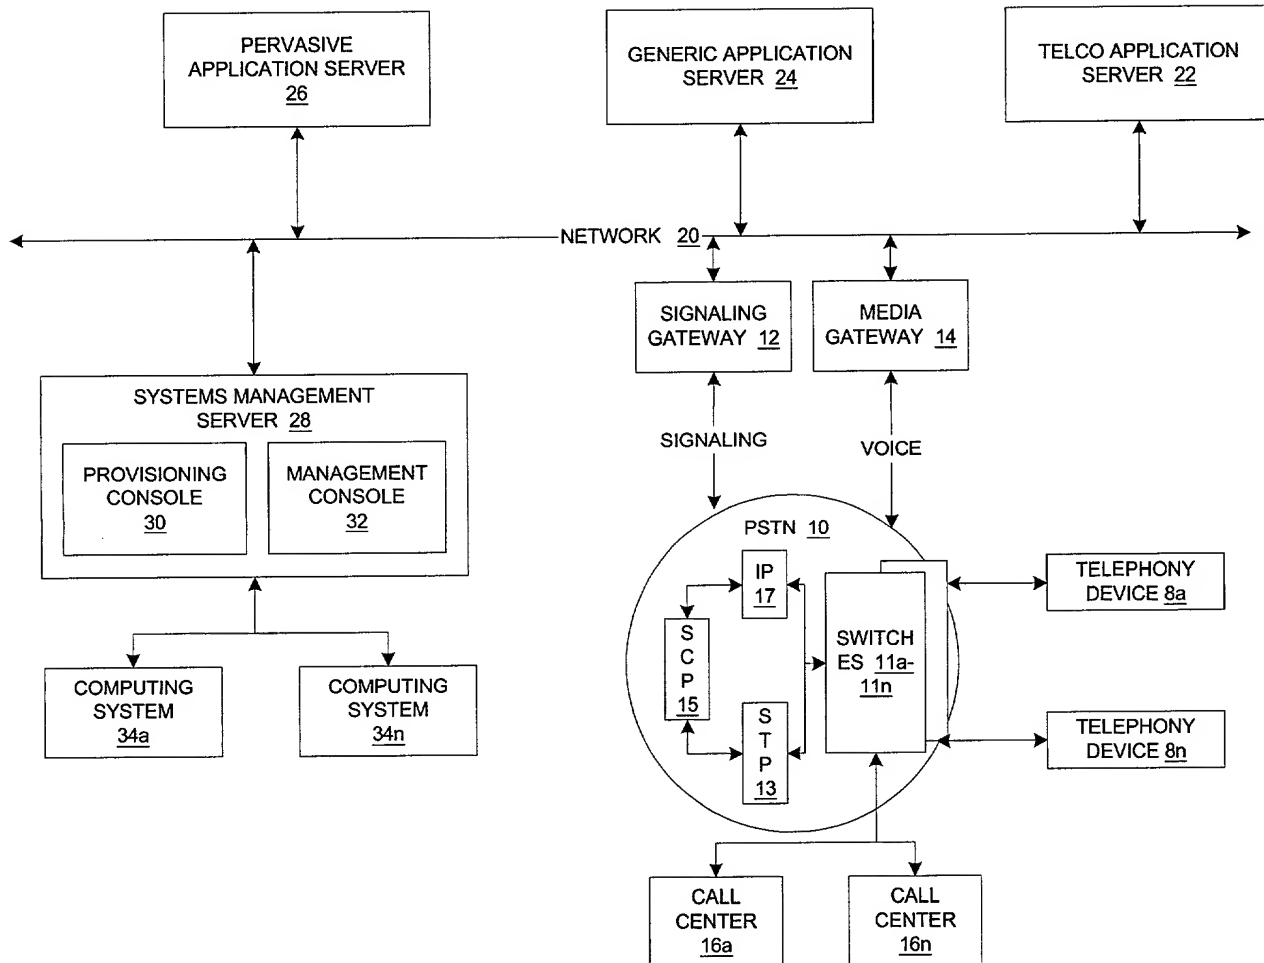 PERVASIVE
APPLICATION SERVER
26
GENERIC APPLICATION
SERVER 24
TELCO APPLICATION
SERVER 22
NETWORK 20
SIGNALING
GATEWAY 12
MEDIA
GATEWAY 14
SYSTEMS MANAGEMENT
SERVER 28
PROVISIONING
CONSOLE
30
MANAGEMENT
CONSOLE
32
SIGNALING
VOICE
PSTN 10
IP
17
S
C
P
15
S
T
P
13
SWITCH
ES 11a-
11n
TELEPHONY
DEVICE 8a
TELEPHONY
DEVICE 8n
COMPUTING
SYSTEM
34a
COMPUTING
SYSTEM
34n
CALL
CENTER
16a
CALL
CENTER
16n